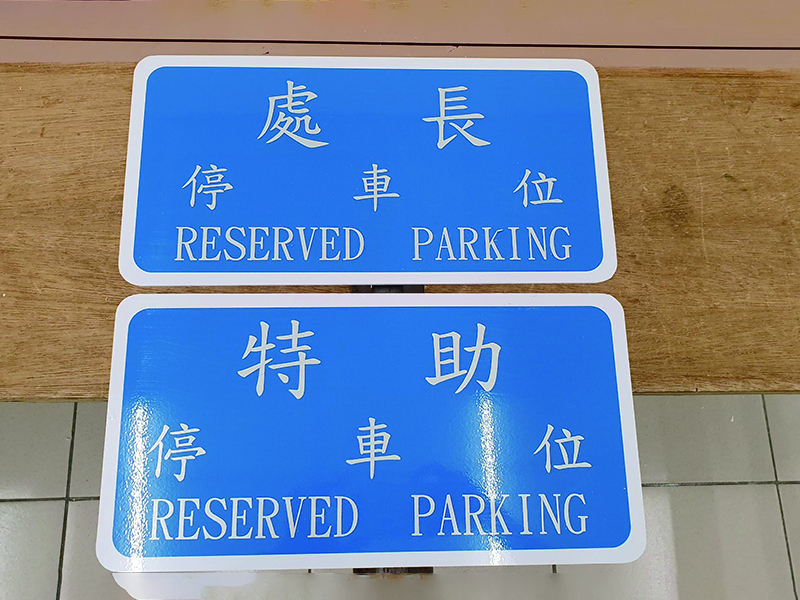 處 長
停 車 位
RESERVED PARKING
特 助
停 車 位
RESERVED PARKING